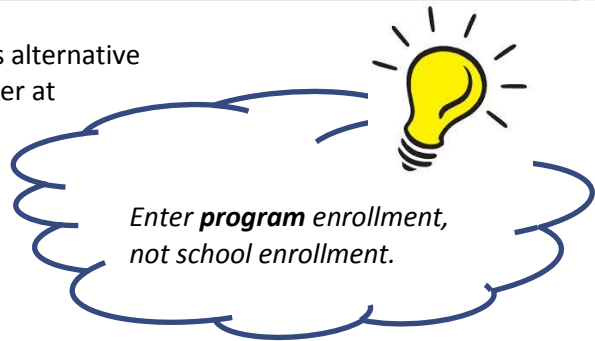 s alternative
er at
Enter program enrollment,
not school enrollment.